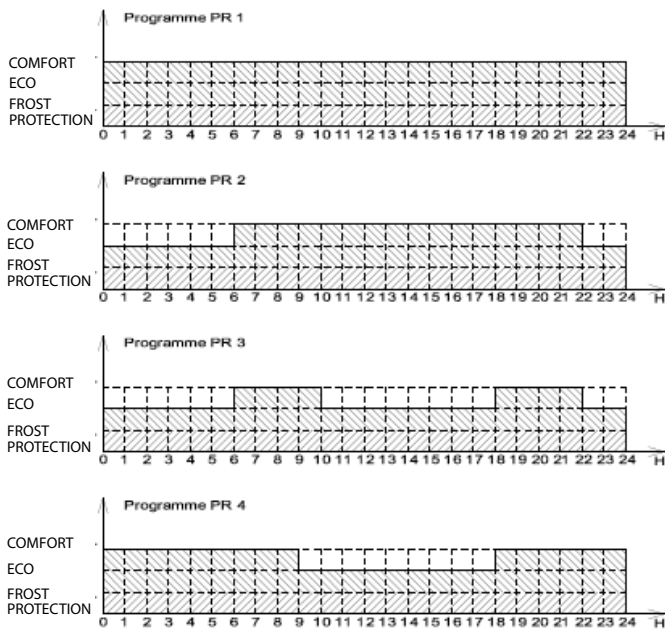 Programme PR 1
COMFORT
ECO
FROST
PROTECTION
0 1 2 3 4 5 6 7 8 9 10 11 12 13 14 15 16 17 18 19 20 21 22 23 24 H
Programme PR 2
COMFORT
ECO
FROST
PROTECTION
0 1 2 3 4 5 6 7 8 9 10 11 12 13 14 15 16 17 18 19 20 21 22 23 24 H
Programme PR 3
COMFORT
ECO
FROST
PROTECTION
0 1 2 3 4 5 6 7 8 9 10 11 12 13 14 15 16 17 18 19 20 21 22 23 24 H
Programme PR 4
COMFORT
ECO
FROST
PROTECTION
0 1 2 3 4 5 6 7 8 9 10 11 12 13 14 15 16 17 18 19 20 21 22 23 24 H